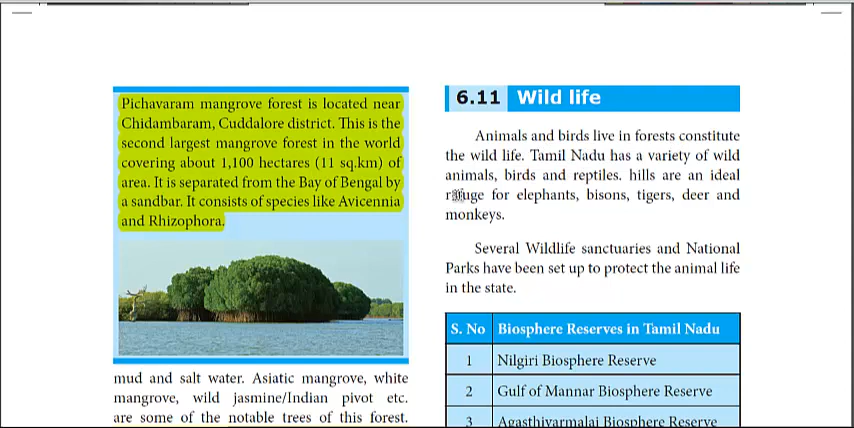 Pichavaram mangrove forest is located near
Chidambaram, Cuddalore district. This is the
second largest mangrove forest in the world
covering about 1,100 hectares (11 sq.km) of
area. It is separated from the Bay of Bengal by
a sandbar. It consists of species like Avicennia
and Rhizophora.
mud and salt water. Asiatic mangrove, white
mangrove, wild jasmine/Indian pivot etc.
are some of the notable trees of this forest.
6.11 Wild life
Animals and birds live in forests constitute
the wild life. Tamil Nadu has a variety of wild
animals, birds and reptiles. hills are an ideal
refuge for elephants, bisons, tigers, deer and
monkeys.
Several Wildlife sanctuaries and National
Parks have been set up to protect the animal life
in the state.
S. No Biosphere Reserves in Tamil Nadu
1 Nilgiri Biosphere Reserve
2 Gulf of Mannar Biosphere Reserve
3 Agasthiyarmalai Biosphere Reserve